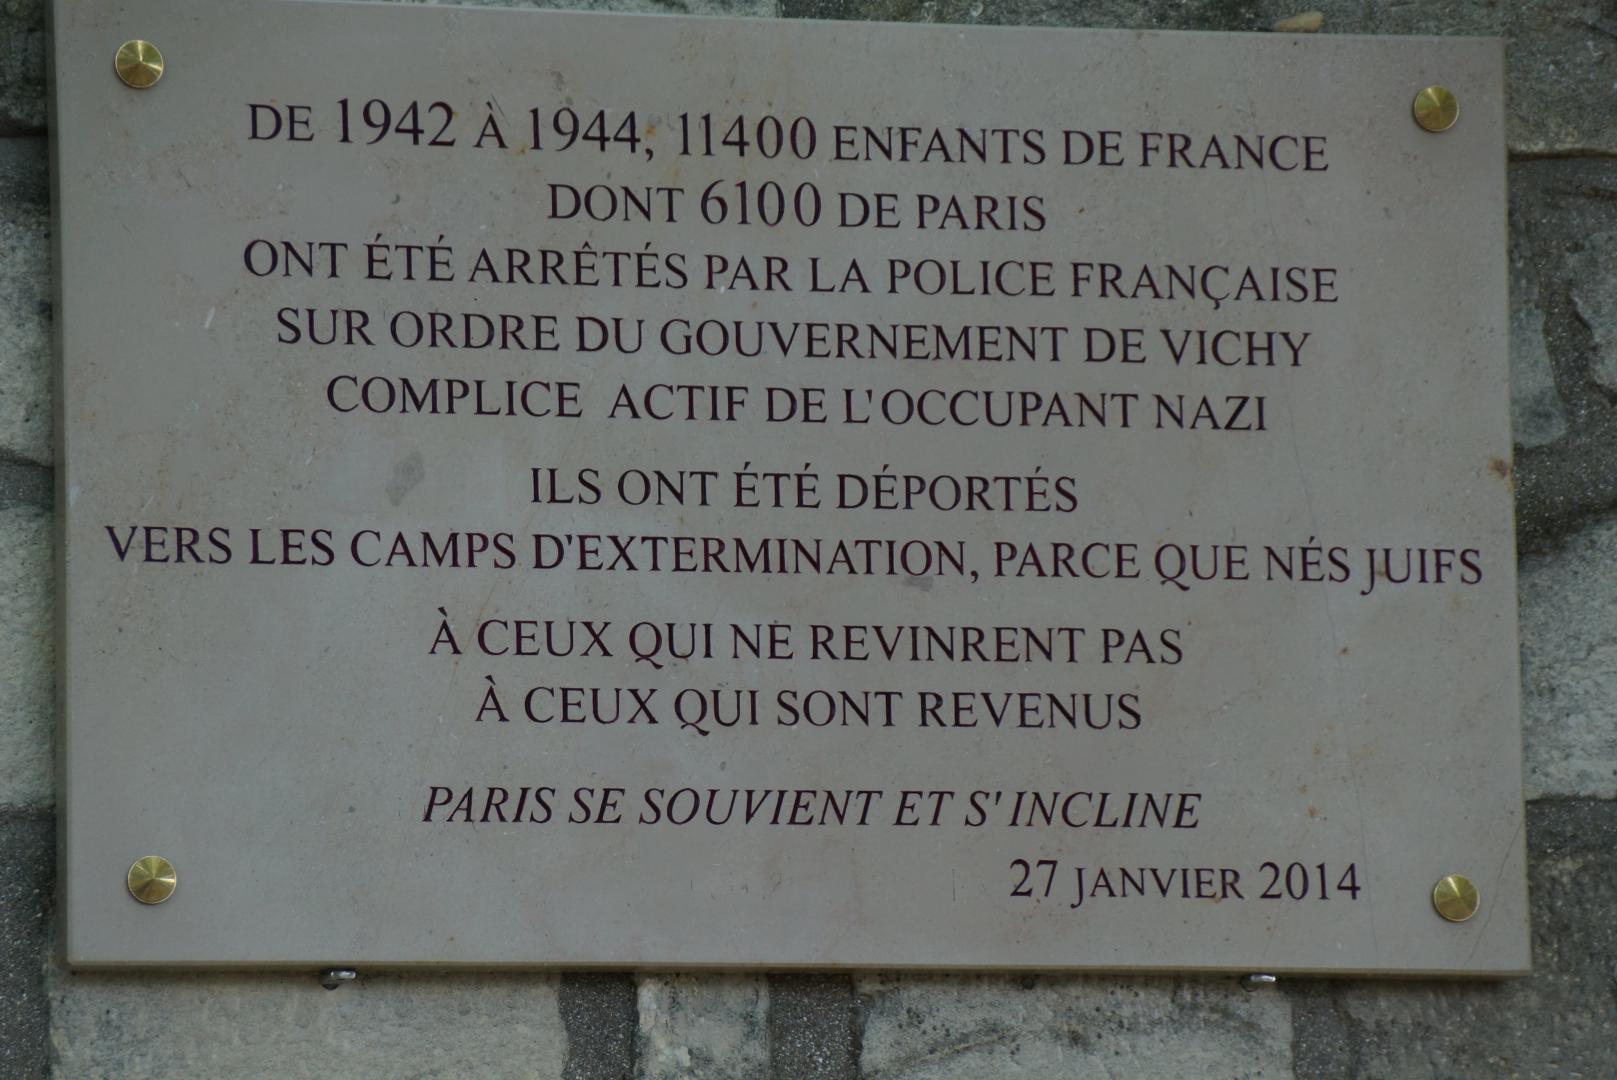 DE 1942 À 1944, 11400 ENFANTS DE FRANCE
DONT 6100 DE PARIS
ONT ÉTÉ ARRÊTÉS PAR LA POLICE FRANÇAISE
SUR ORDRE DU GOUVERNEMENT DE VICHY
COMPLICE ACTIF DE L'OCCUPANT NAZI
ILS ONT ÉTÉ DÉPORTÉS
VERS LES CAMPS D'EXTERMINATION, PARCE QUE NÉS JUIFS
À CEUX QUI NE REVINRENT PAS
À CEUX QUI SONT REVENUS
PARIS SE SOUVIENT ET S'INCLINE
27 JANVIER 2014